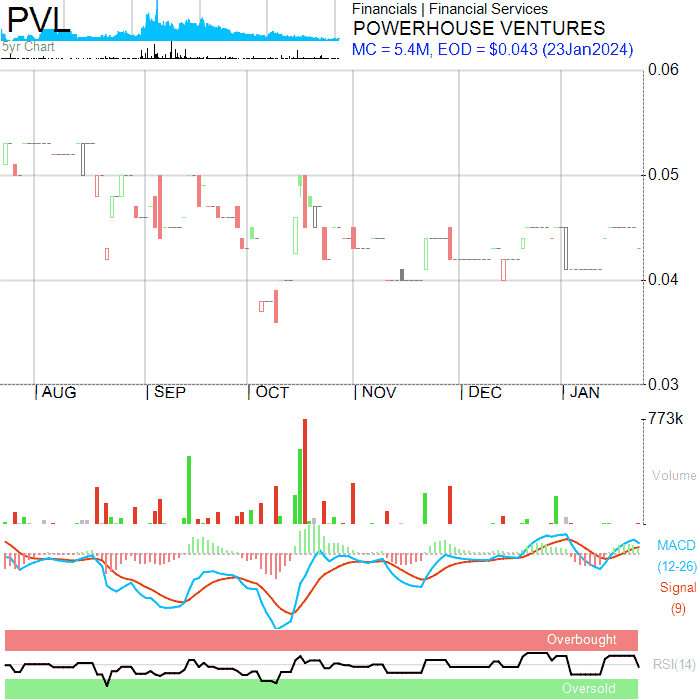 PVL
5yr Chart
Financials | Financial Services
POWERHOUSE VENTURES
MC = 5.4M, EOD = $0.043 (23Jan2024)
0.06
0.05
0.04
0.03
| AUG | SEP | OCT | NOV | DEC | JAN
773k
Volume
MACD
(12-26)
Signal
(9)
Overbought
RSI(14)
Oversold